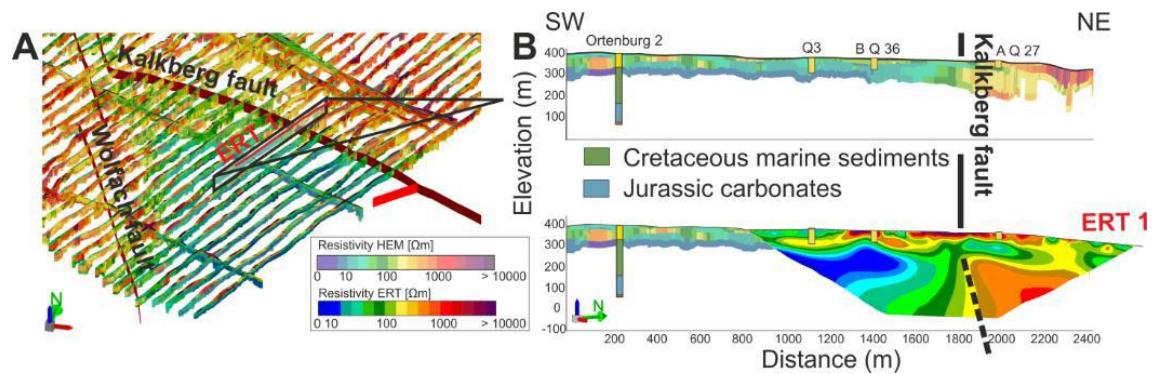 A
Kalkberg fault
Wolfach fault
ERT 1
Resistivity HEM [Ωm]
0 10 100 1000 > 10000
Resistivity ERT [Ωm]
0 10 100 1000 > 10000
N
B
SW
NE
Ortenburg 2
Q3
B Q 36
A Q 27
Kalkberg fault
400
300
200
100
Elevation (m)
Cretaceous marine sediments
Jurassic carbonates
ERT 1
400
300
200
100
0
-100
N
200 400 600 800 1000 1200 1400 1600 1800 2000 2200 2400
Distance (m)